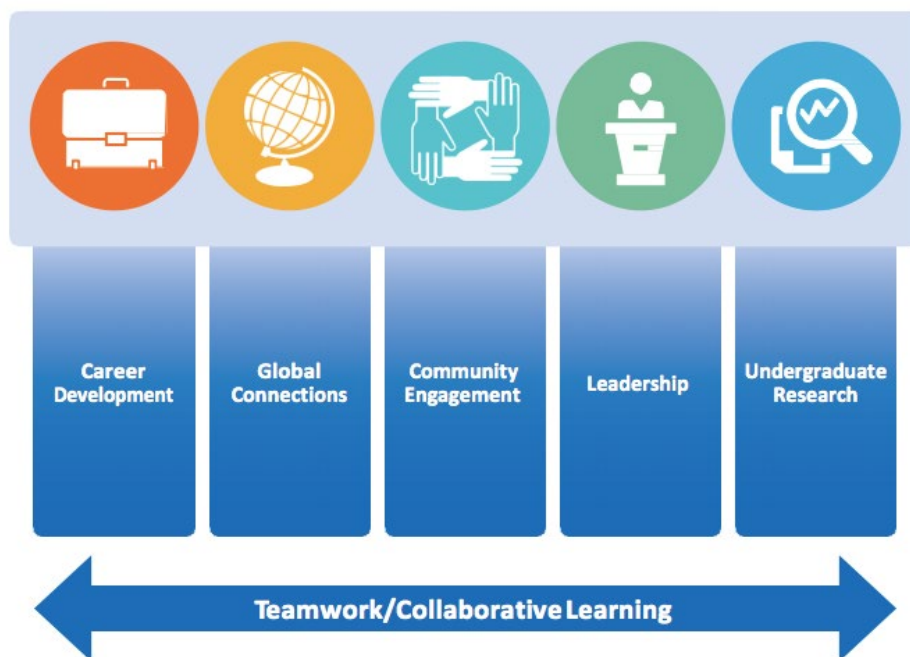 Career
Development
Global
Connections
Community
Engagement
Leadership
Undergraduate
Research
Teamwork/Collaborative Learning